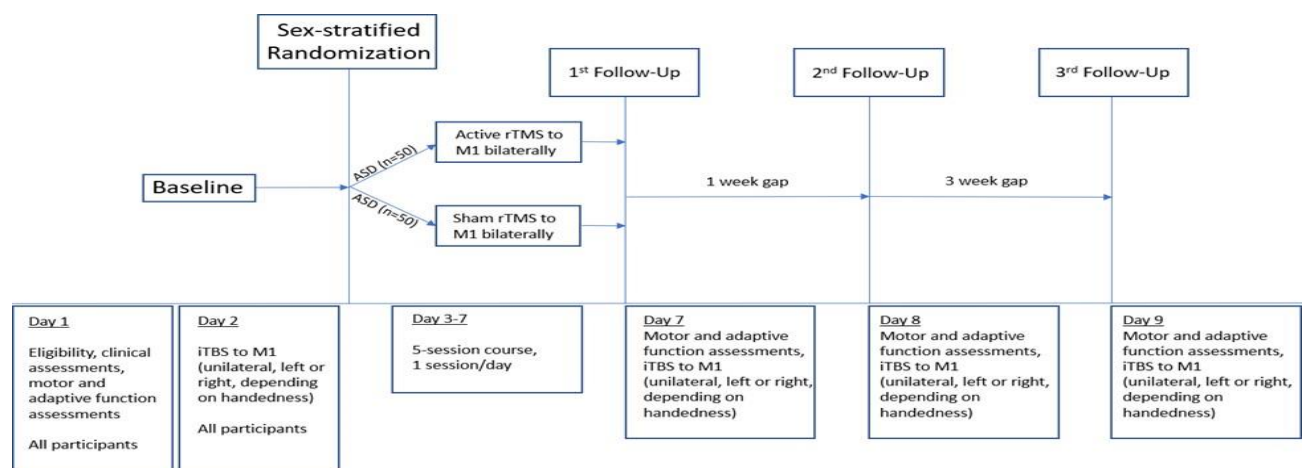 Sex-stratified
Randomization
1st Follow-Up
2nd Follow-Up
3rd Follow-Up
Baseline
ASD (n=50)
ASD (n=50)
Active rTMS to
M1 bilaterally
Sham rTMS to
M1 bilaterally
1 week gap
3 week gap
Day 1
Eligibility, clinical
assessments,
motor and
adaptive function
assessments
All participants
Day 2
iTBS to M1
(unilateral, left or
right, depending
on handedness)
All participants
Day 3-7
5-session course,
1 session/day
Day 7
Motor and adaptive
function assessments,
iTBS to M1
(unilateral, left or right,
depending on
handedness)
Day 8
Motor and adaptive
function assessments,
iTBS to M1
(unilateral, left or right,
depending on
handedness)
Day 9
Motor and adaptive
function assessments,
iTBS to M1
(unilateral, left or right,
depending on
handedness)